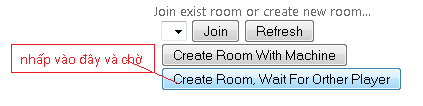 Join exist room or create new room...
Join Refresh
Create Room With Machine
nhấp vào đây và chờ
Create Room, Wait For Orther Player